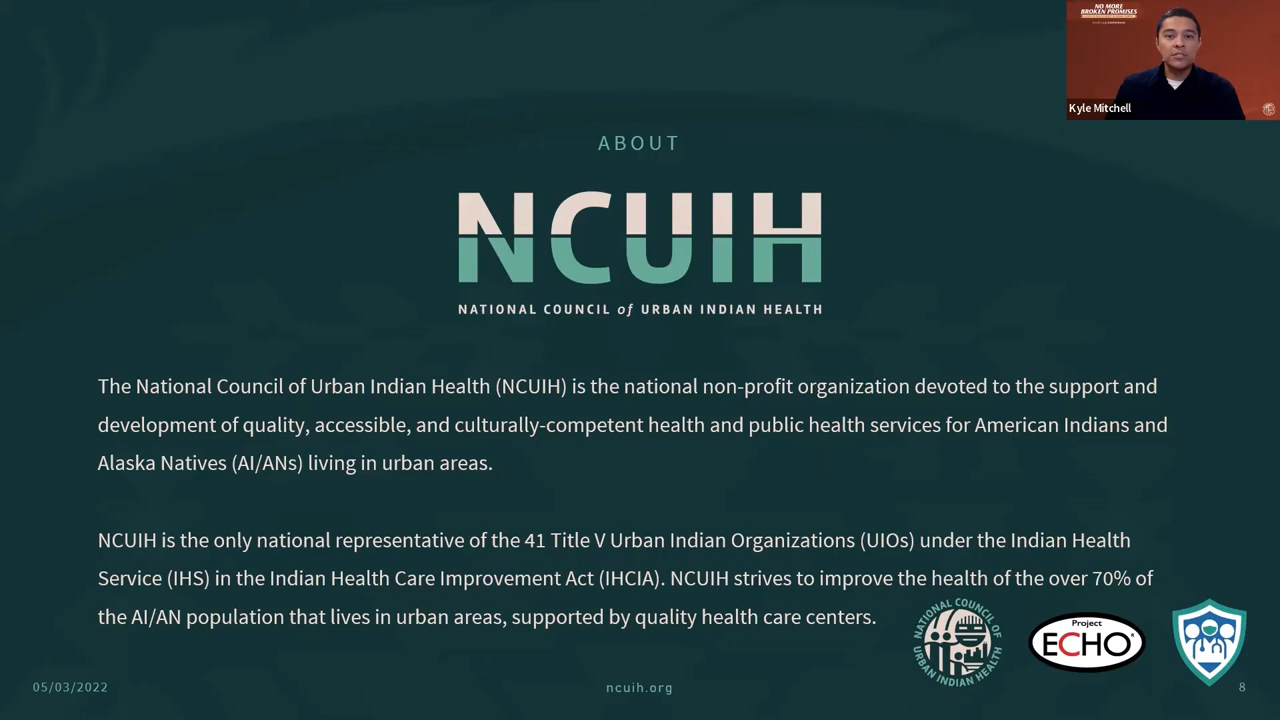 NO MORE
BROKEN PROMISES
Kyle Mitchell
ABOUT
NCUIH
NATIONAL COUNCIL of URBAN INDIAN HEALTH
The National Council of Urban Indian Health (NCUIH) is the national non-profit organization devoted to the support and
development of quality, accessible, and culturally-competent health and public health services for American Indians and
Alaska Natives (AI/ANs) living in urban areas.
NCUIH is the only national representative of the 41 Title V Urban Indian Organizations (UIOs) under the Indian Health
Service (IHS) in the Indian Health Care Improvement Act (IHCIA). NCUIH strives to improve the health of the over 70% of
the AI/AN population that lives in urban areas, supported by quality health care centers.
NATIONAL COUNCIL OF
URBAN INDIAN HEALTH
Project
ECHO
05/03/2022
ncuih.org
8